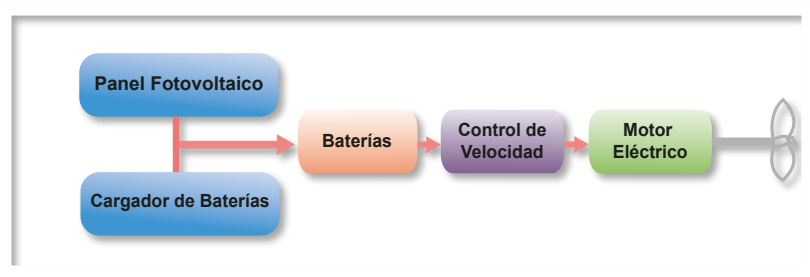 Panel Fotovoltaico
Cargador de Baterías
Baterías
Control de
Velocidad
Motor
Eléctrico